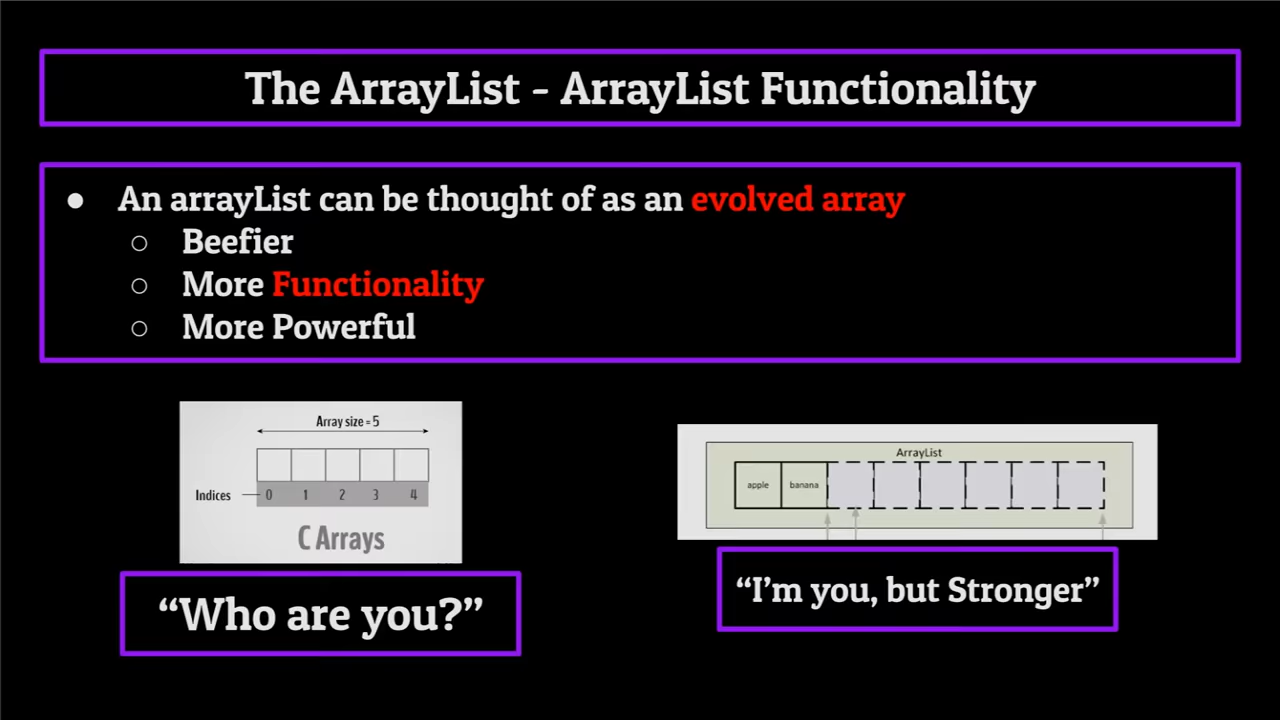 The ArrayList - ArrayList Functionality
● An arrayList can be thought of as an evolved array
○ Beefier
○ More Functionality
○ More Powerful
Array size = 5
Indices 0 1 2 3 4
C Arrays
“Who are you?”
ArrayList
apple banana
“I’m you, but Stronger”